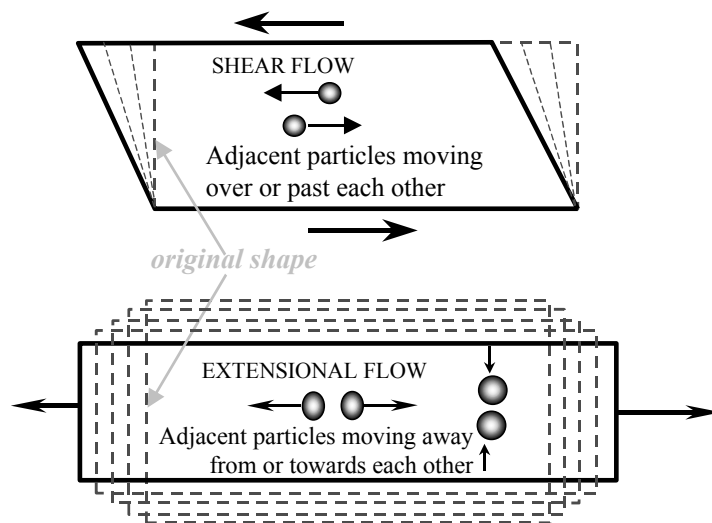 SHEAR FLOW
Adjacent particles moving
over or past each other
original shape
EXTENSIONAL FLOW
Adjacent particles moving away
from or towards each other